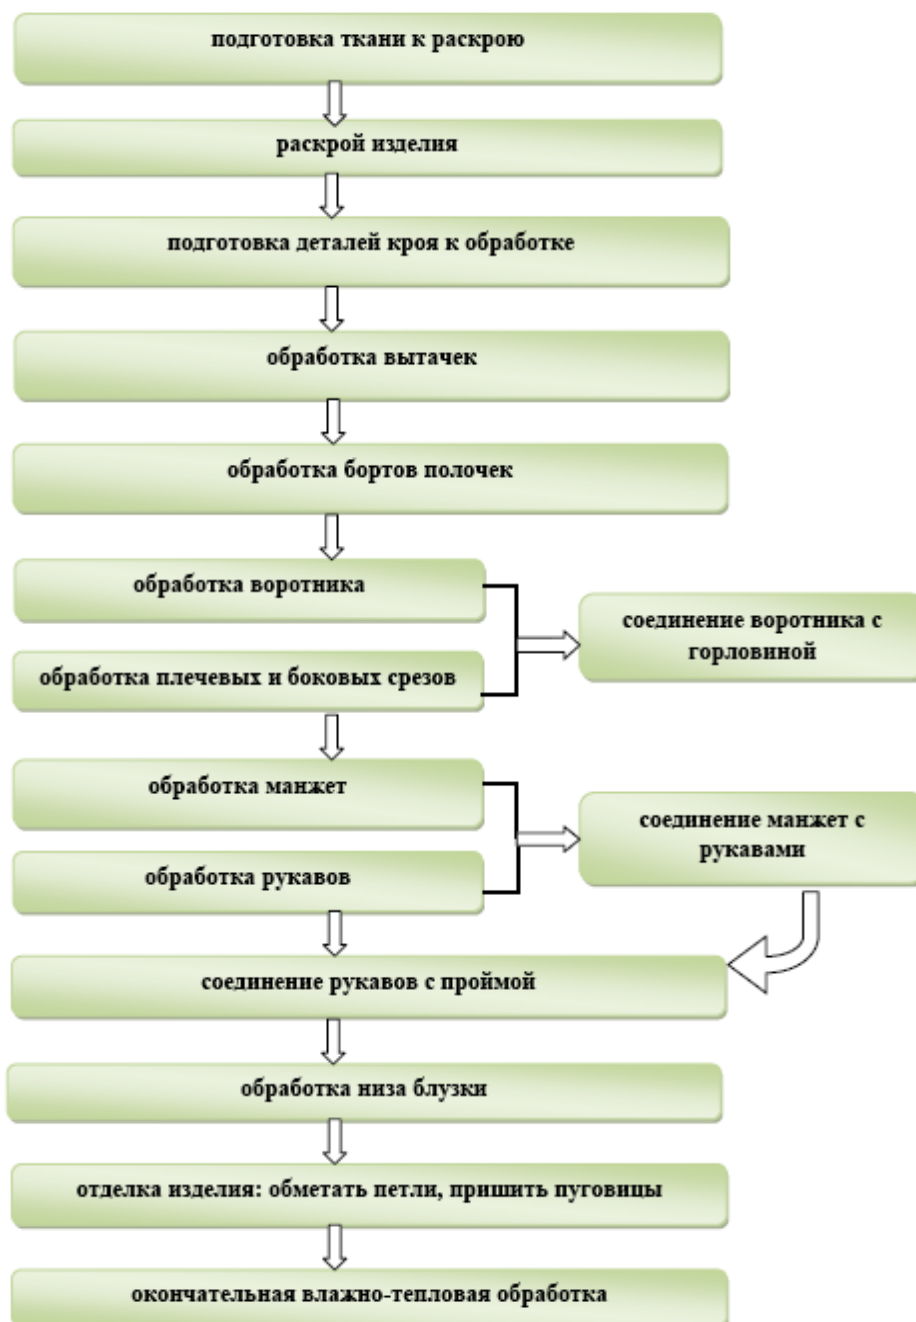 подготовка ткани к раскрою
раскрой изделия
подготовка деталей кроя к обработке
обработка вытачек
обработка бортов полочек
обработка воротника
соединение воротника с
горловиной
обработка плечевых и боковых срезов
обработка манжет
соединение манжет с
рукавами
обработка рукавов
соединение рукавов с проймой
обработка низа блузки
отделка изделия: обметать петли, пришить пуговицы
окончательная влажно-тепловая обработка